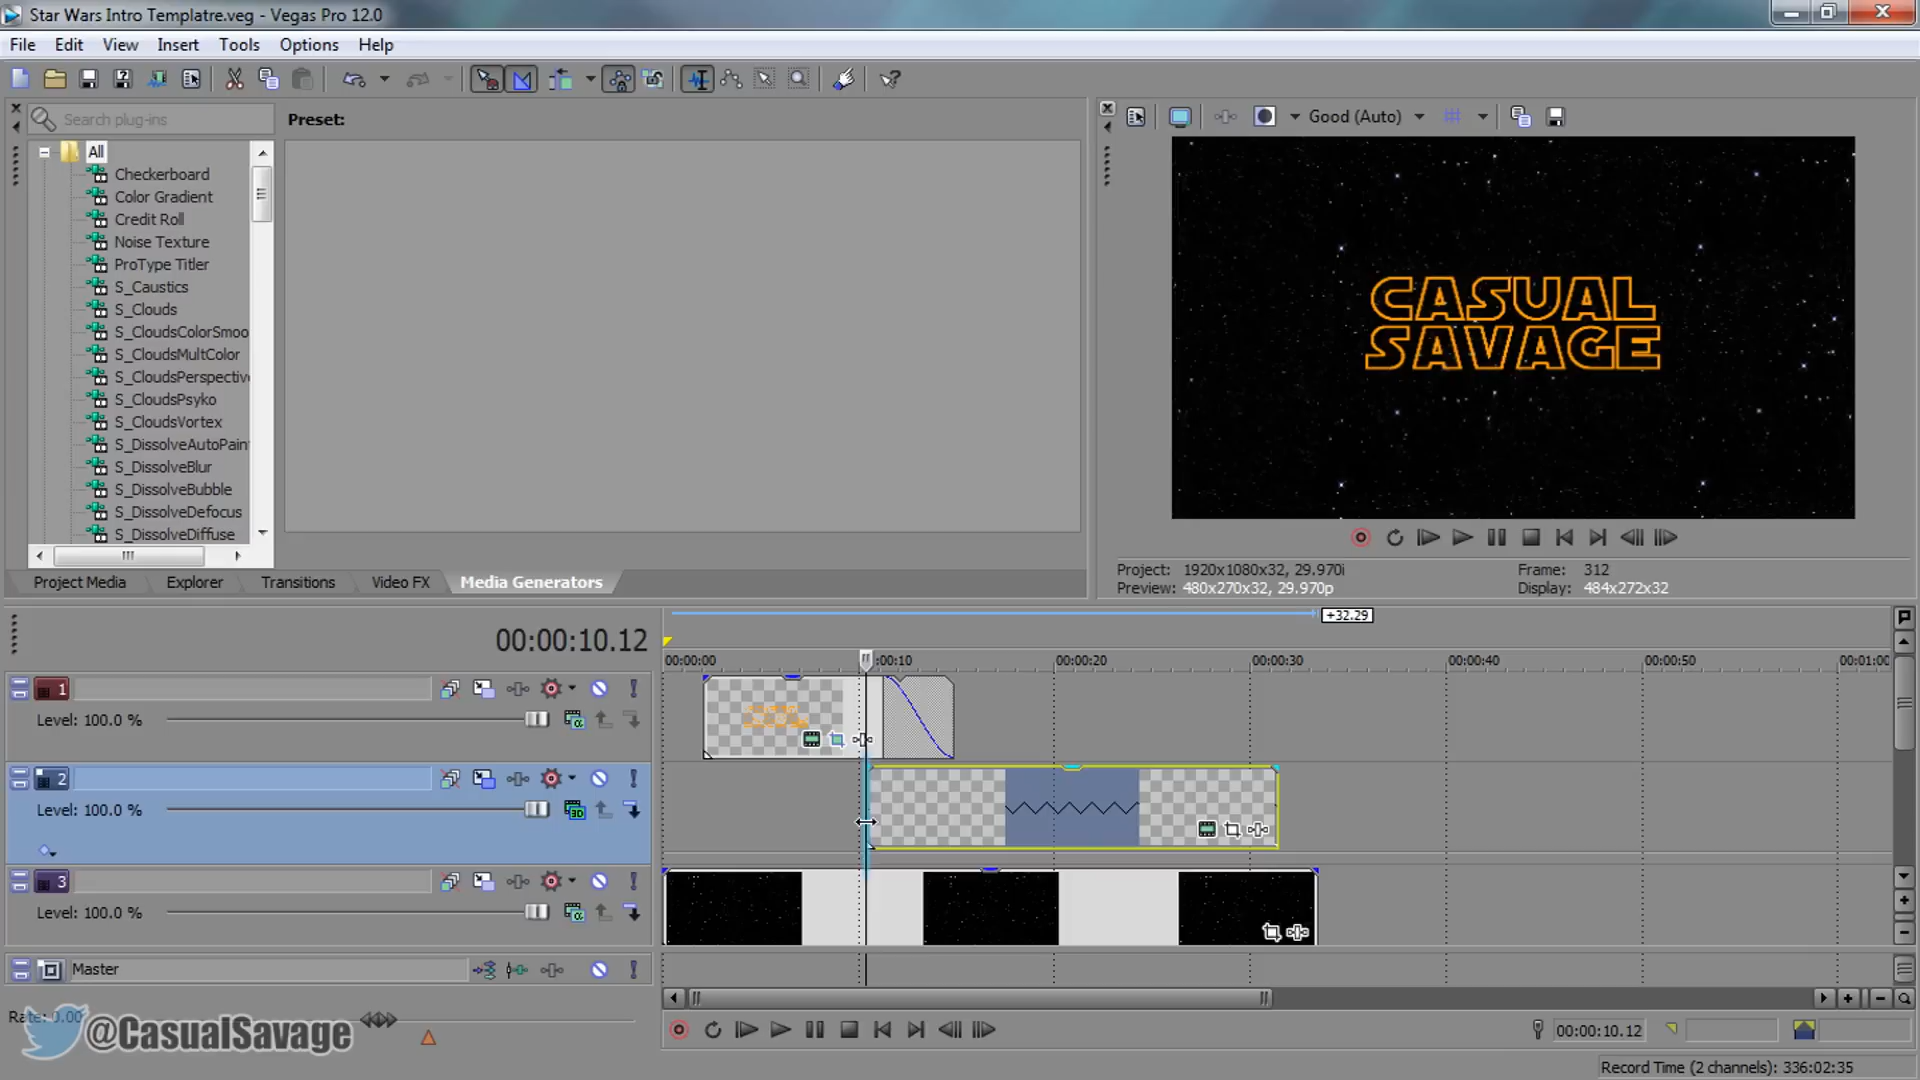 Star Wars Intro Templatre.veg - Vegas Pro 12.0
File Edit View Insert Tools Options Help
Search plug-ins
Preset:
Good (Auto)
All
Checkerboard
Color Gradient
Credit Roll
Noise Texture
ProType Titler
S_Caustics
S_Clouds
S_CloudsColorSmoo
S_CloudsMultColor
S_CloudsPerspectiv
S_CloudsPsyko
S_CloudsVortex
S_DissolveAutoPain
S_DissolveBlur
S_DissolveBubble
S_DissolveDefocus
S_DissolveDiffuse
CASUAL
SAVAGE
Project Media Explorer Transitions Video FX Media Generators
Project: 1920x1080x32, 29.970i Frame: 312
Preview: 480x270x32, 29.970p Display: 484x272x32
+32.29
00:00:10.12
00:00:00 :00:10 00:00:20 00:00:30 00:00:40 00:00:50 00:01:00
1
Level: 100.0 %
2
Level: 100.0 %
3
Level: 100.0 %
Master
Rate: 0.00
@CasualSavage
00:00:10.12
Record Time (2 channels): 336:02:35